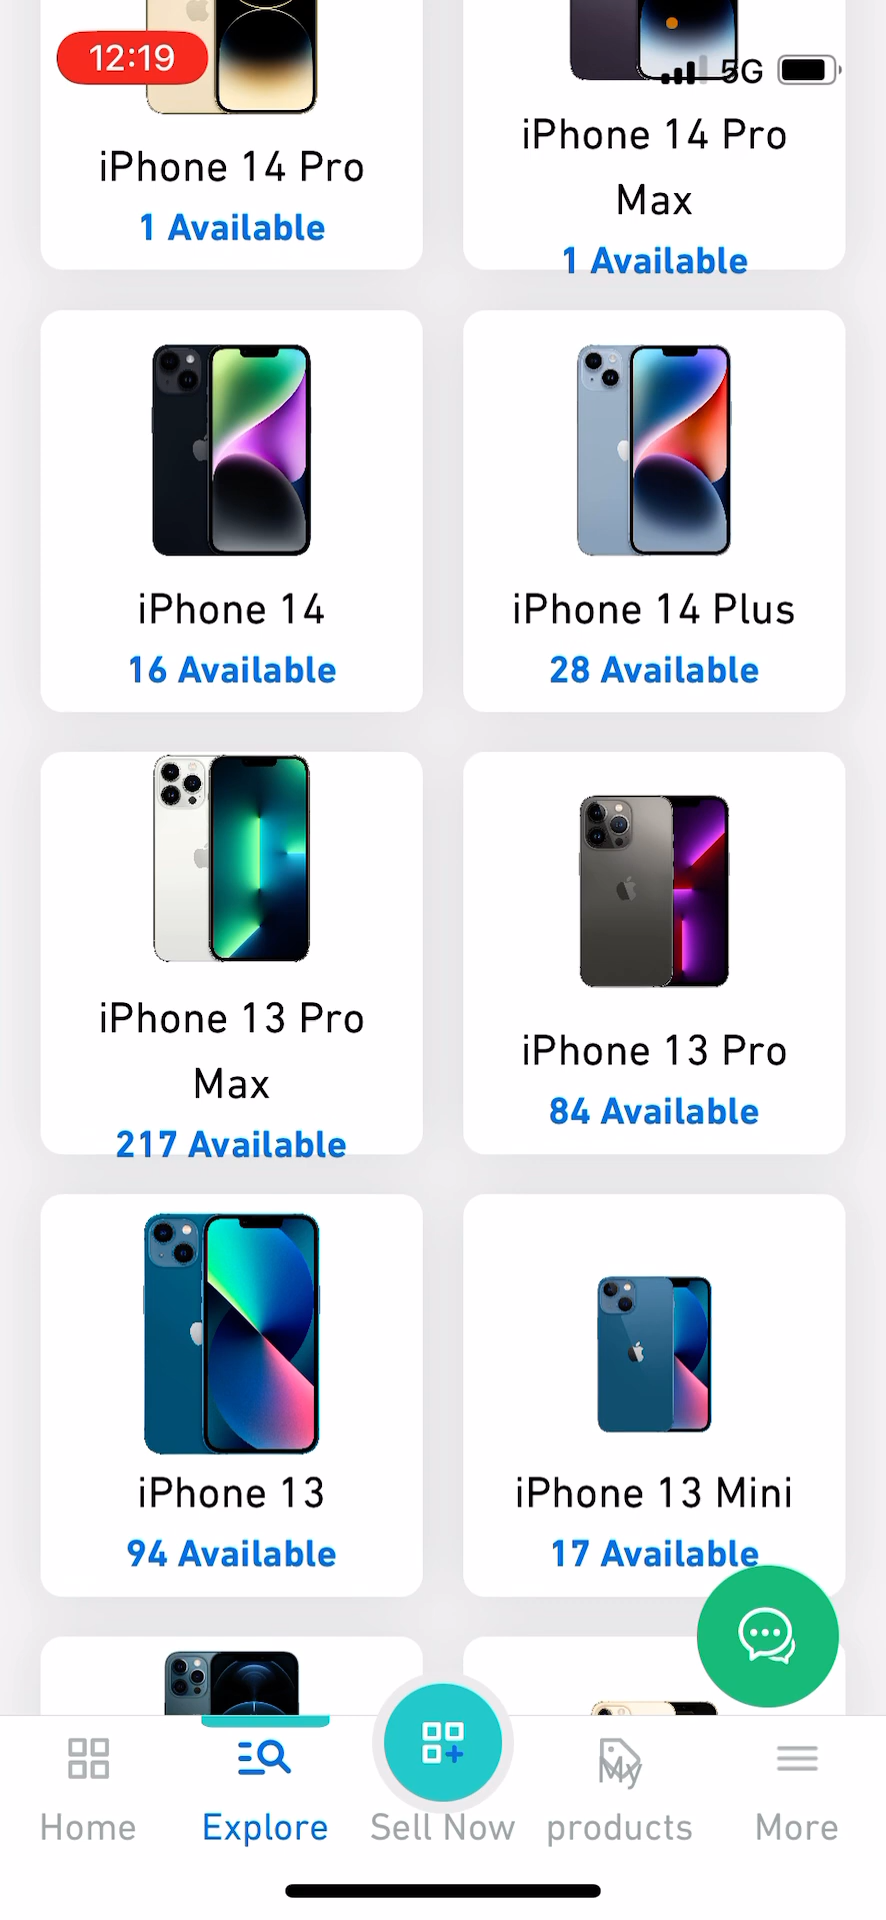 12:19
5G
iPhone 14 Pro
1 Available
iPhone 14 Pro
Max
1 Available
iPhone 14
16 Available
iPhone 14 Plus
28 Available
iPhone 13 Pro
Max
217 Available
iPhone 13 Pro
84 Available
iPhone 13
94 Available
iPhone 13 Mini
17 Available
Home
Explore
Sell Now
My
products
More